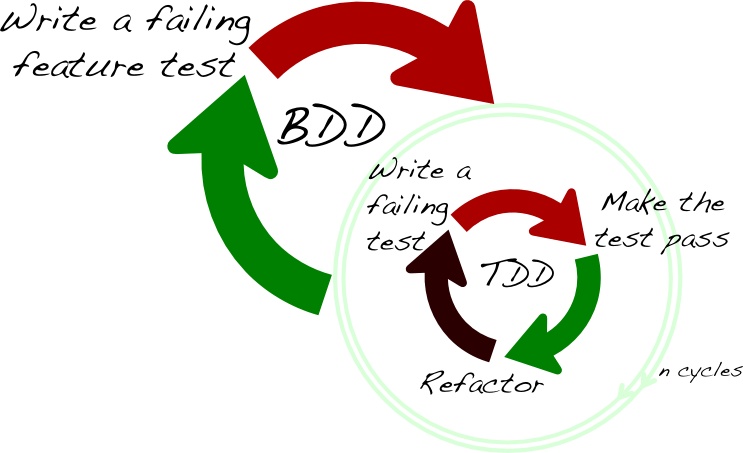 Write a failing
feature test
BDD
Write a
failing
test
Make the
test pass
TDD
Refactor
n cycles